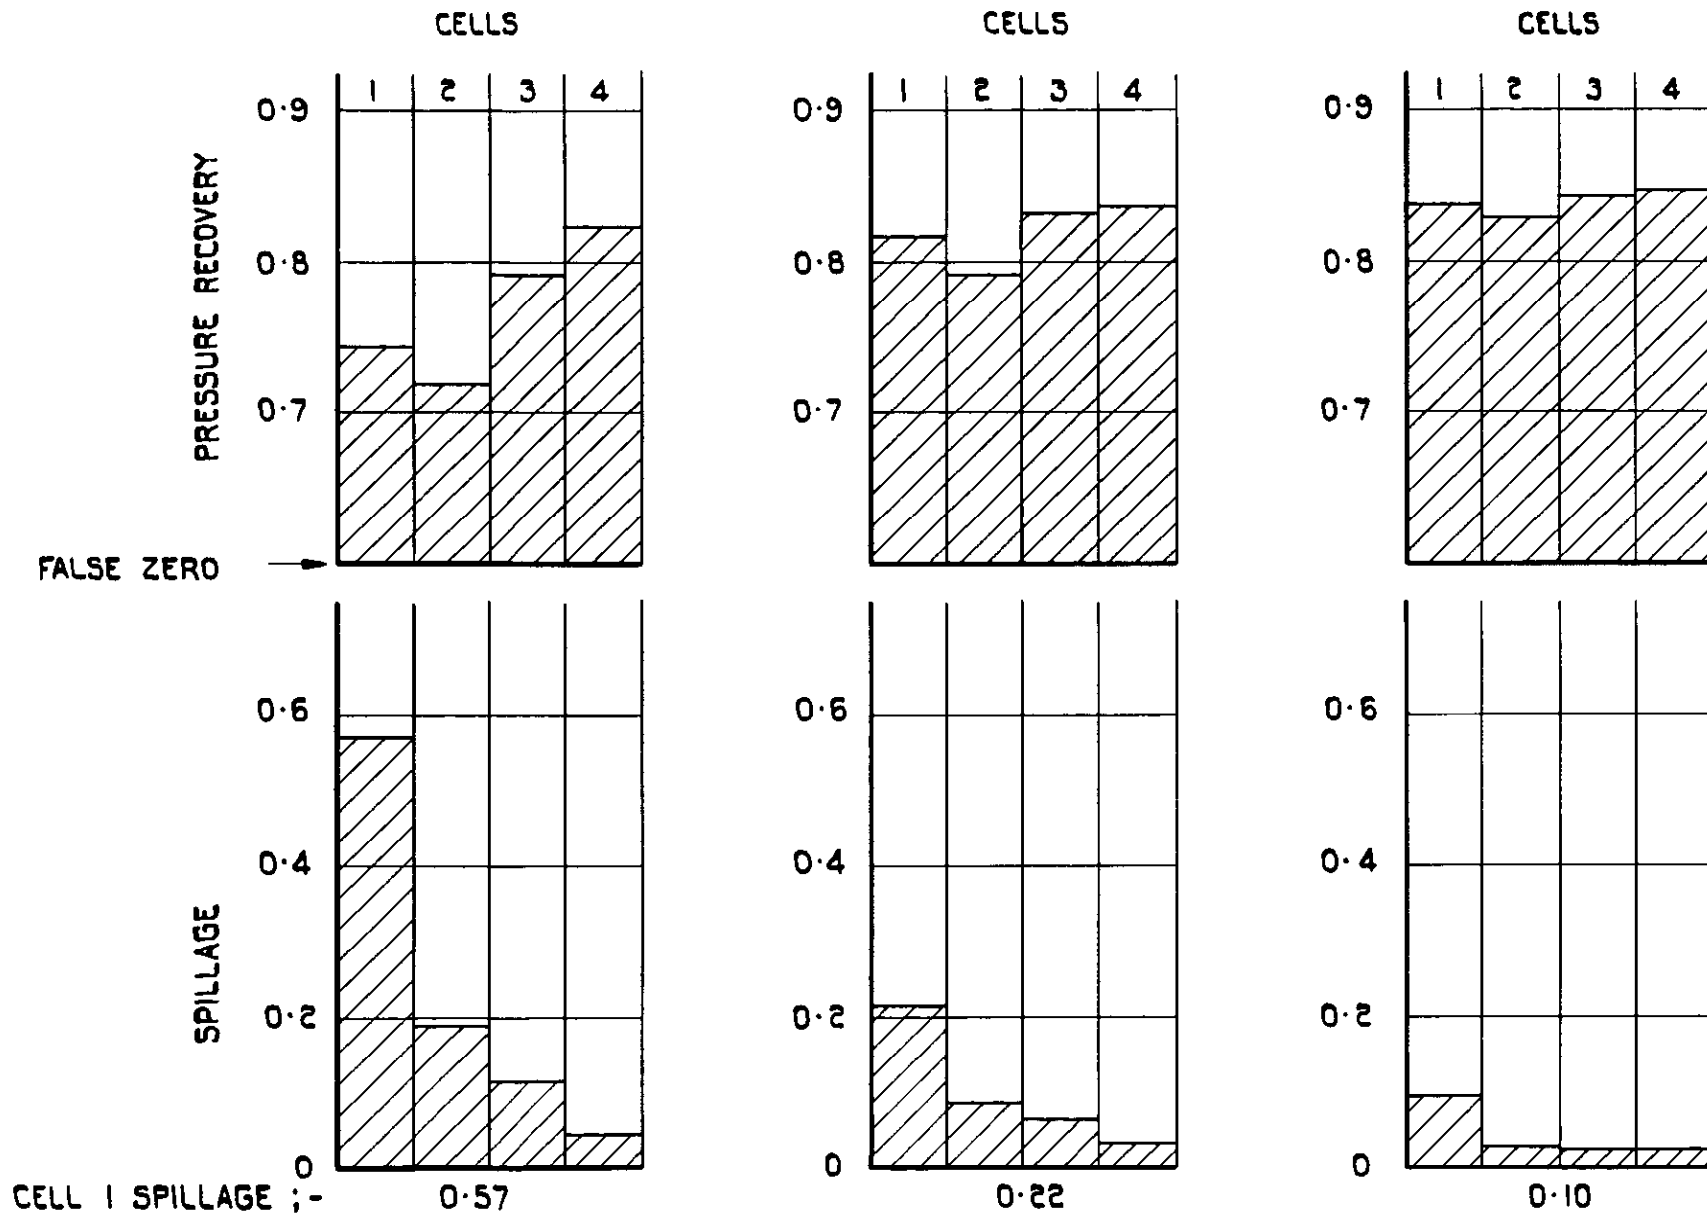 CELLS CELLS CELLS
1 2 3 4 1 2 3 4 1 2 3 4
0·9 0·9 0·9
PRESSURE RECOVERY
0·8 0·8 0·8
0·7 0·7 0·7
FALSE ZERO
0·6 0·6 0·6
0·4 0·4 0·4
SPILLAGE
0·2 0·2 0·2
0 0 0
CELL 1 SPILLAGE ;- 0·57 0·22 0·10